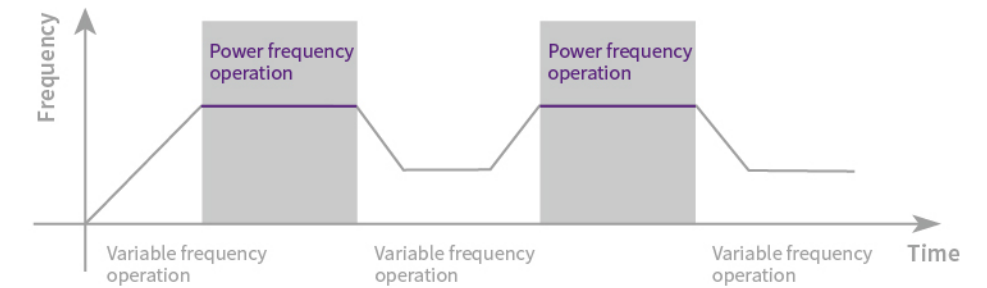 Frequency
Power frequency
operation
Power frequency
operation
Variable frequency
operation
Variable frequency
operation
Variable frequency
operation
Time